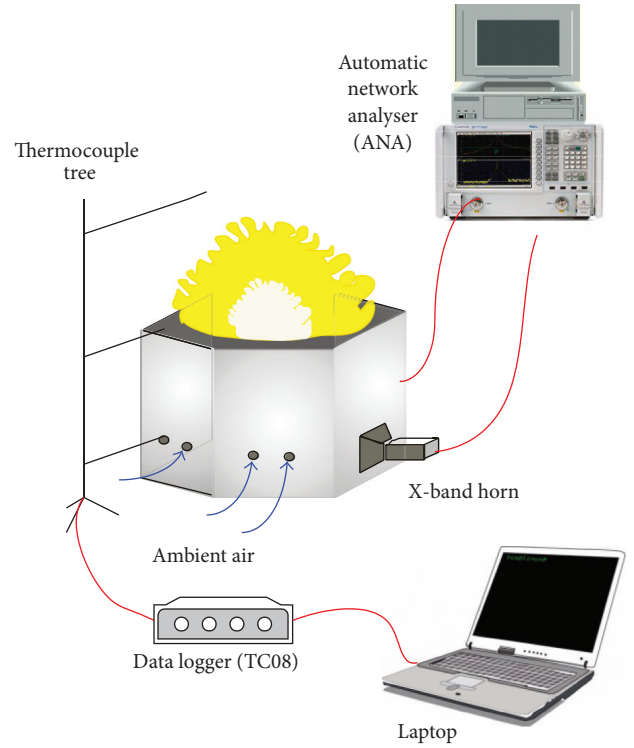 Automatic
network
analyser
(ANA)
Thermocouple
tree
X-band horn
Ambient air
Data logger (TC08)
Laptop